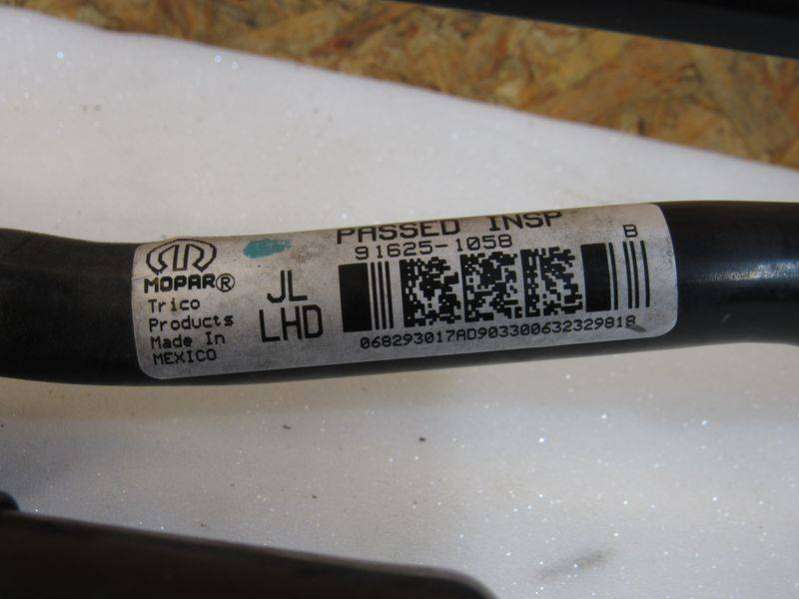 PASSED INSP
91625-1058
B
MOPAR®
Trico
Products
Made In
MEXICO
JL
LHD
068293017AD903300632329818